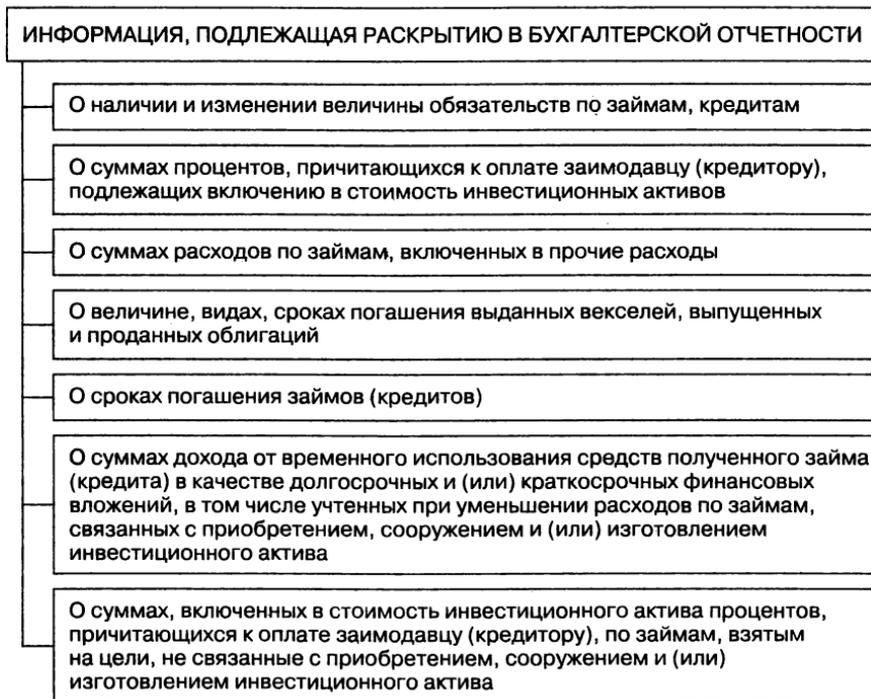 ИНФОРМАЦИЯ, ПОДЛЕЖАЩАЯ РАСКРЫТИЮ В БУХГАЛТЕРСКОЙ ОТЧЕТНОСТИ
О наличии и изменении величины обязательств по займам, кредитам
О суммах процентов, причитающихся к оплате заимодавцу (кредитору),
подлежащих включению в стоимость инвестиционных активов
О суммах расходов по займам, включенных в прочие расходы
О величине, видах, сроках погашения выданных векселей, выпущенных
и проданных облигаций
О сроках погашения займов (кредитов)
О суммах дохода от временного использования средств полученного займа
(кредита) в качестве долгосрочных и (или) краткосрочных финансовых
вложений, в том числе учтенных при уменьшении расходов по займам,
связанных с приобретением, сооружением и (или) изготовлением
инвестиционного актива
О суммах, включенных в стоимость инвестиционного актива процентов,
причитающихся к оплате заимодавцу (кредитору), по займам, взятым
на цели, не связанные с приобретением, сооружением и (или)
изготовлением инвестиционного актива